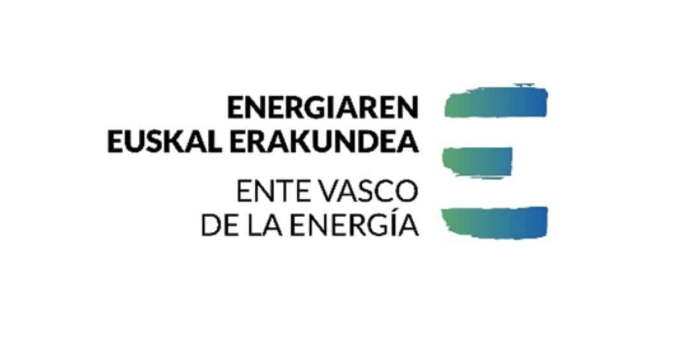 ENERGIAREN
EUSKAL ERAKUNDEA
ENTE VASCO
DE LA ENERGÍA